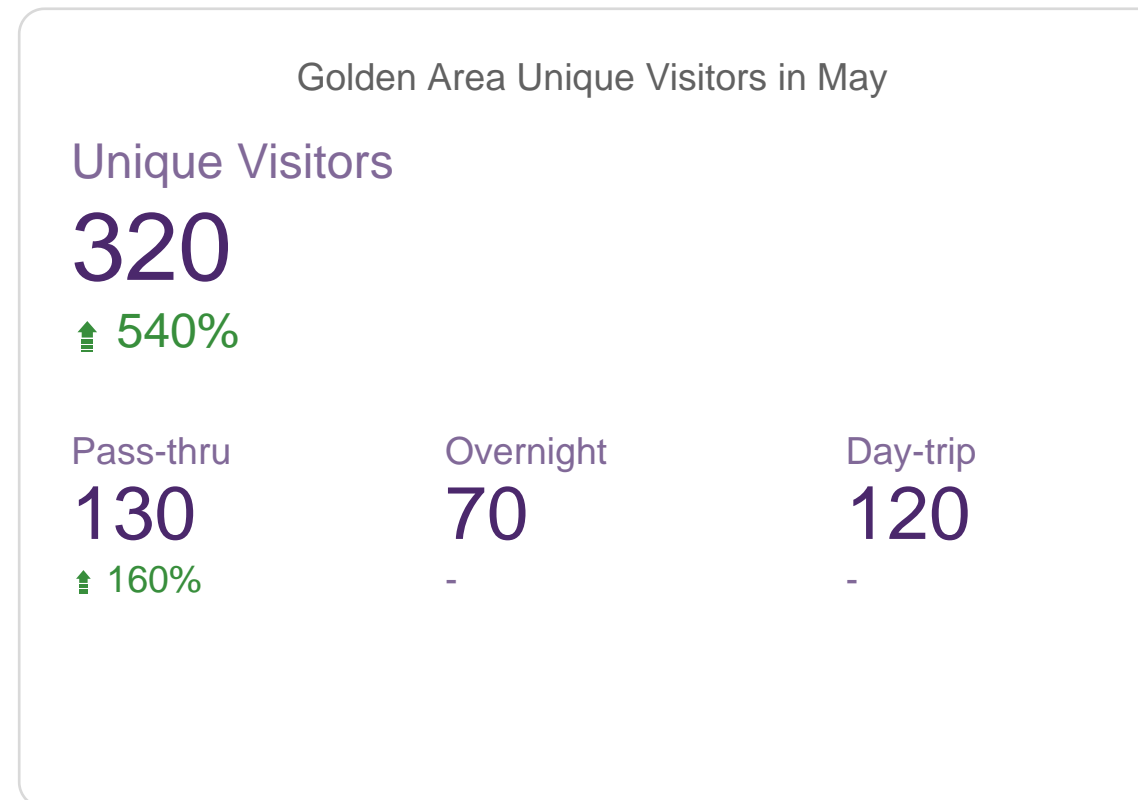 Golden Area Unique Visitors in May
Unique Visitors
320
540%
Pass-thru Overnight Day-trip
130 70 120
160% - -